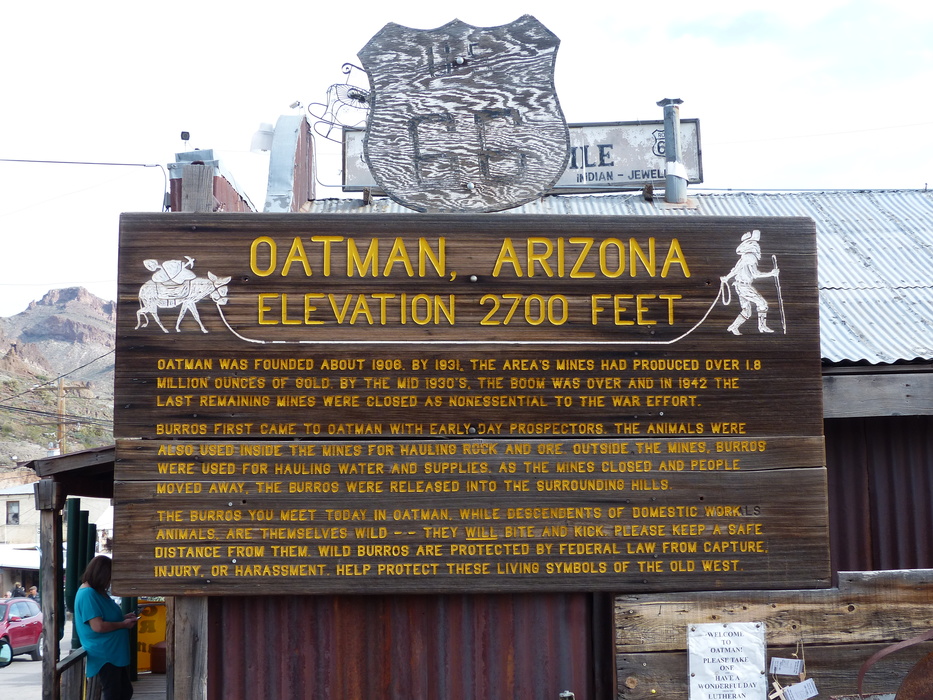 US
66
ILE
INDIAN - JEWEL
OATMAN, ARIZONA
ELEVATION 2700 FEET
OATMAN WAS FOUNDED ABOUT 1906. BY 1931, THE AREA'S MINES HAD PRODUCED OVER 1.8
MILLION OUNCES OF GOLD. BY THE MID 1930'S, THE BOOM WAS OVER AND IN 1942 THE
LAST REMAINING MINES WERE CLOSED AS NONESSENTIAL TO THE WAR EFFORT.
BURROS FIRST CAME TO OATMAN WITH EARLY DAY PROSPECTORS. THE ANIMALS WERE
ALSO USED INSIDE THE MINES FOR HAULING ROCK AND ORE. OUTSIDE THE MINES, BURROS
WERE USED FOR HAULING WATER AND SUPPLIES. AS THE MINES CLOSED AND PEOPLE
MOVED AWAY, THE BURROS WERE RELEASED INTO THE SURROUNDING HILLS.
THE BURROS YOU MEET TODAY IN OATMAN, WHILE DESCENDENTS OF DOMESTIC WORK
ANIMALS, ARE THEMSELVES WILD -- THEY WILL BITE AND KICK. PLEASE KEEP A SAFE
DISTANCE FROM THEM. WILD BURROS ARE PROTECTED BY FEDERAL LAW FROM CAPTURE,
INJURY, OR HARASSMENT. HELP PROTECT THESE LIVING SYMBOLS OF THE OLD WEST.
WELCOME
TO
OATMAN!
PLEASE TAKE
ONE
HAVE A
WONDERFUL DAY
LUTHERAN